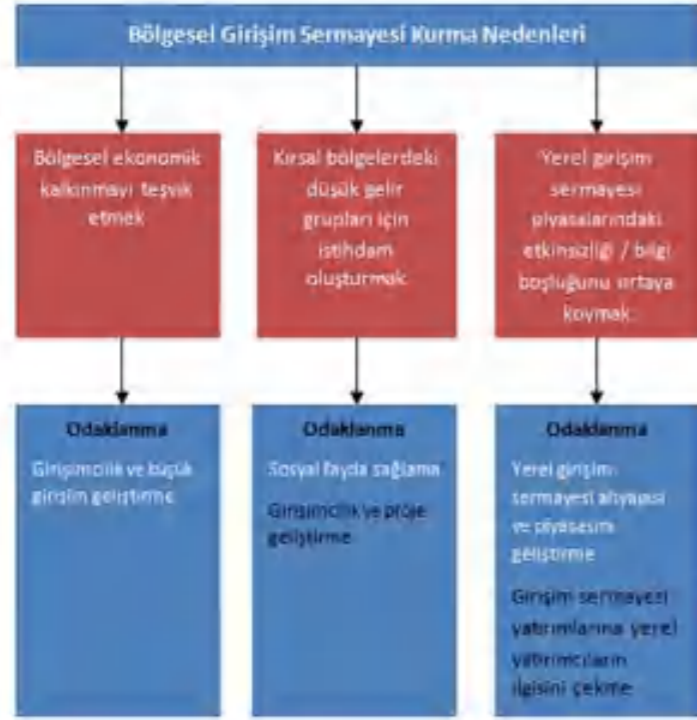 Bölgesel Girişim Sermayesi Kurma Nedenleri
Bölgesel ekonomik
kalkınmayı teşvik
etmek
Kırsal bölgelerdeki
düşük gelir
grupları için
istihdam
oluşturmak
Yerel girişim
sermayesi
piyasalarındaki
etkinsizliği / bilgi
boşluğunu ortaya
koymak
Odaklanma
Girişimcilik ve
girişim geliştirme
Odaklanma
Sosyal fayda sağlama
Girişimcilik ve proje
geliştirme
Odaklanma
Yerel girişim
sermayesi altyapısı
ve piyasasını
geliştirme
Girişim sermayesi
yatırımlarına yerel
yatırımcıların
ilgisini çekme